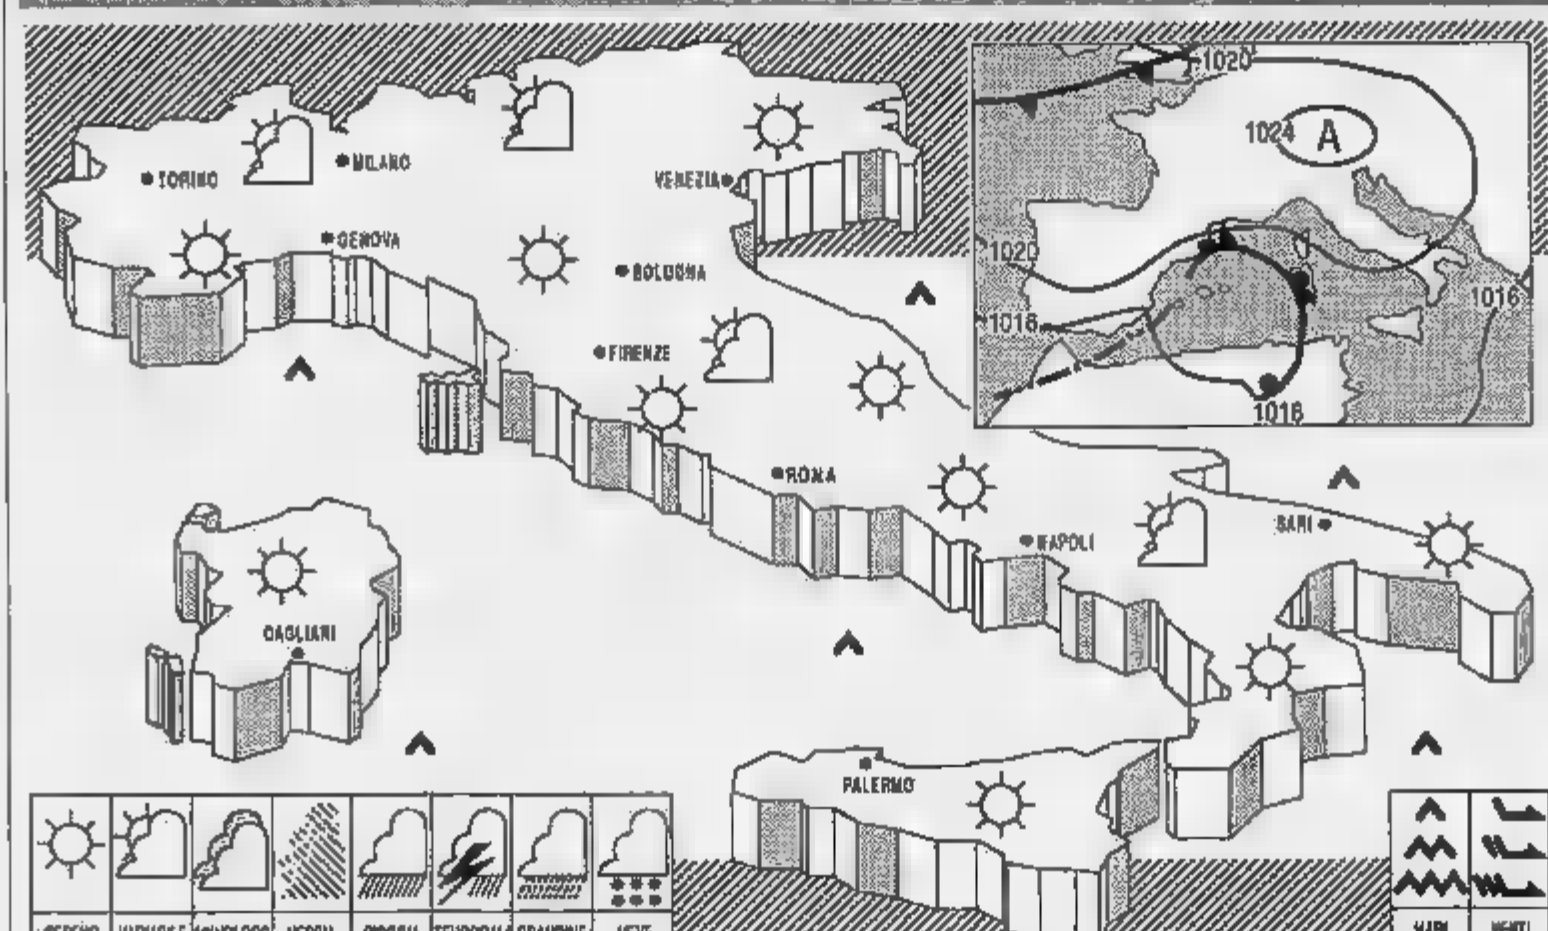 1020
1024 A
TORINO
MILANO
VENEZIA
GENOVA
BOLOGNA
1020
1016
1016
FIRENZE
1016
ROMA
NAPOLI
BARI
CAGLIARI
PALERMO
SERENO VARIABILE NUVOLOSO NEBBIA PIOGGIA TEMPORALE GRANDINE NEVE
MARI VENTI